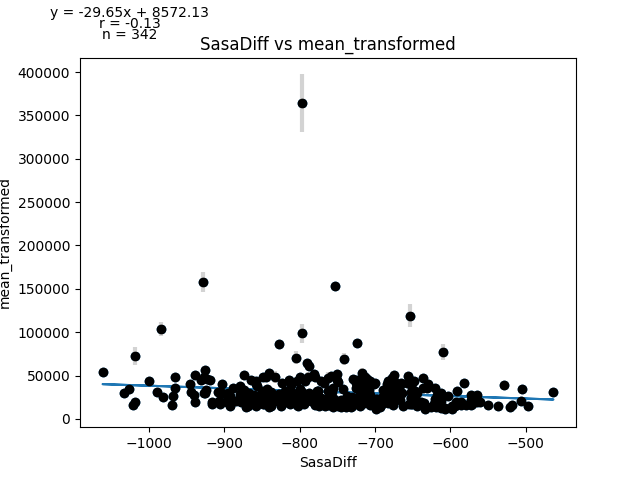 y = -29.65x + 8572.13
r = -0.13
n = 342
SasaDiff vs mean_transformed
400000
350000
300000
250000
200000
150000
100000
50000
0
mean_transformed
−1000 −900 −800 −700 −600 −500
SasaDiff